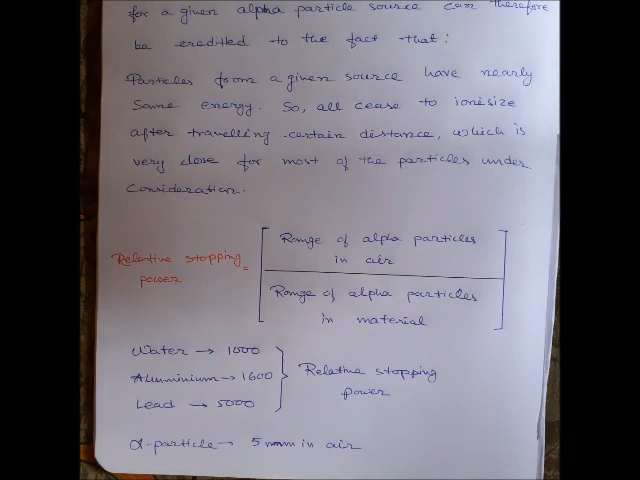 for a given alpha particle source can therefore
be creditted to the fact that:
Particles from a given source have nearly
same energy. So, all cease to ionisize
after travelling certain distance, which is
very close for most of the particles under
consideration.
Relative stopping power =
Range of alpha particles
in air
Range of alpha particles
in material
Water → 1000
Aluminium → 1600
Lead → 5000
Relative stopping
power
α-particle → 5 mm in air